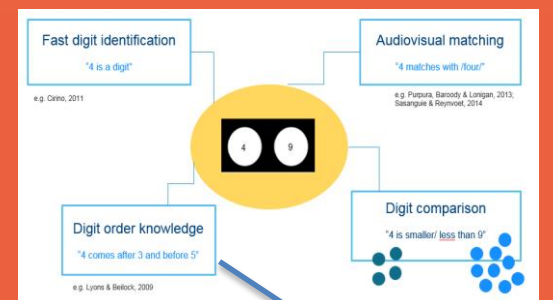 Fast digit identification
"4 is a digit"
e.g. Cirino, 2011
Audiovisual matching
"4 matches with /four/"
e.g. Purpura, Baroody & Lonigan, 2013;
Sasanguie & Reynvoet, 2014
4 9
Digit order knowledge
"4 comes after 3 and before 5"
e.g. Lyons & Beilock, 2009
Digit comparison
"4 is smaller/ less than 9"